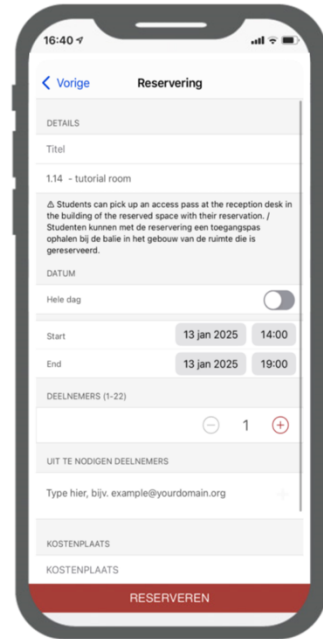 16:40
Vorige
Reservering
DETAILS
Titel
1.14 - tutorial room
⚠ Students can pick up an access pass at the reception desk in
the building of the reserved space with their reservation. /
Studenten kunnen met de reservering een toegangspas
ophalen bij de balie in het gebouw van de ruimte die is
gereserveerd.
DATUM
Hele dag
Start 13 jan 2025 14:00
End 13 jan 2025 19:00
DEELNEMERS (1-22)
1
UIT TE NODIGEN DEELNEMERS
Type hier, bijv. example@yourdomain.org
KOSTENPLAATS
KOSTENPLAATS
RESERVEREN